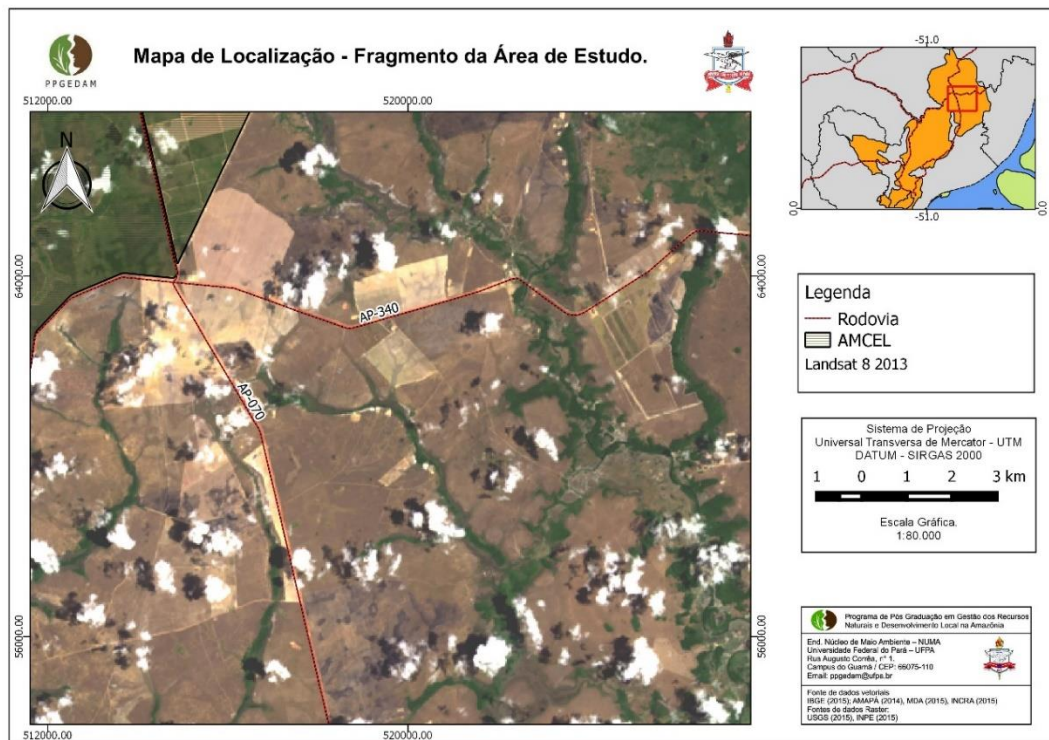 PPGEDAM
Mapa de Localização - Fragmento da Área de Estudo.
512000.00
520000.00
N
64000.00
64000.00
AP-340
AP-070
56000.00
56000.00
512000.00
520000.00
-51.0
0.0
0.0
-51.0
Legenda
Rodovia
AMCEL
Landsat 8 2013
Sistema de Projeção
Universal Transversa de Mercator - UTM
DATUM - SIRGAS 2000
1 0 1 2 3 km
Escala Gráfica.
1:80.000
Programa de Pós Graduação em Gestão dos Recursos
Naturais e Desenvolvimento Local na Amazônia
End. Núcleo de Maio Ambiente – NUMA
Universidade Federal do Pará – UFPA
Rua Augusto Corrêa, n° 1.
Campus do Guamá / CEP: 66075-110
Email: ppgedam@ufpa.br
Fonte de dados vetoriais
IBGE (2015); AMAPÁ (2014), MDA (2015), INCRA (2015)
Fontes de dados Raster:
USGS (2015), INPE (2015)